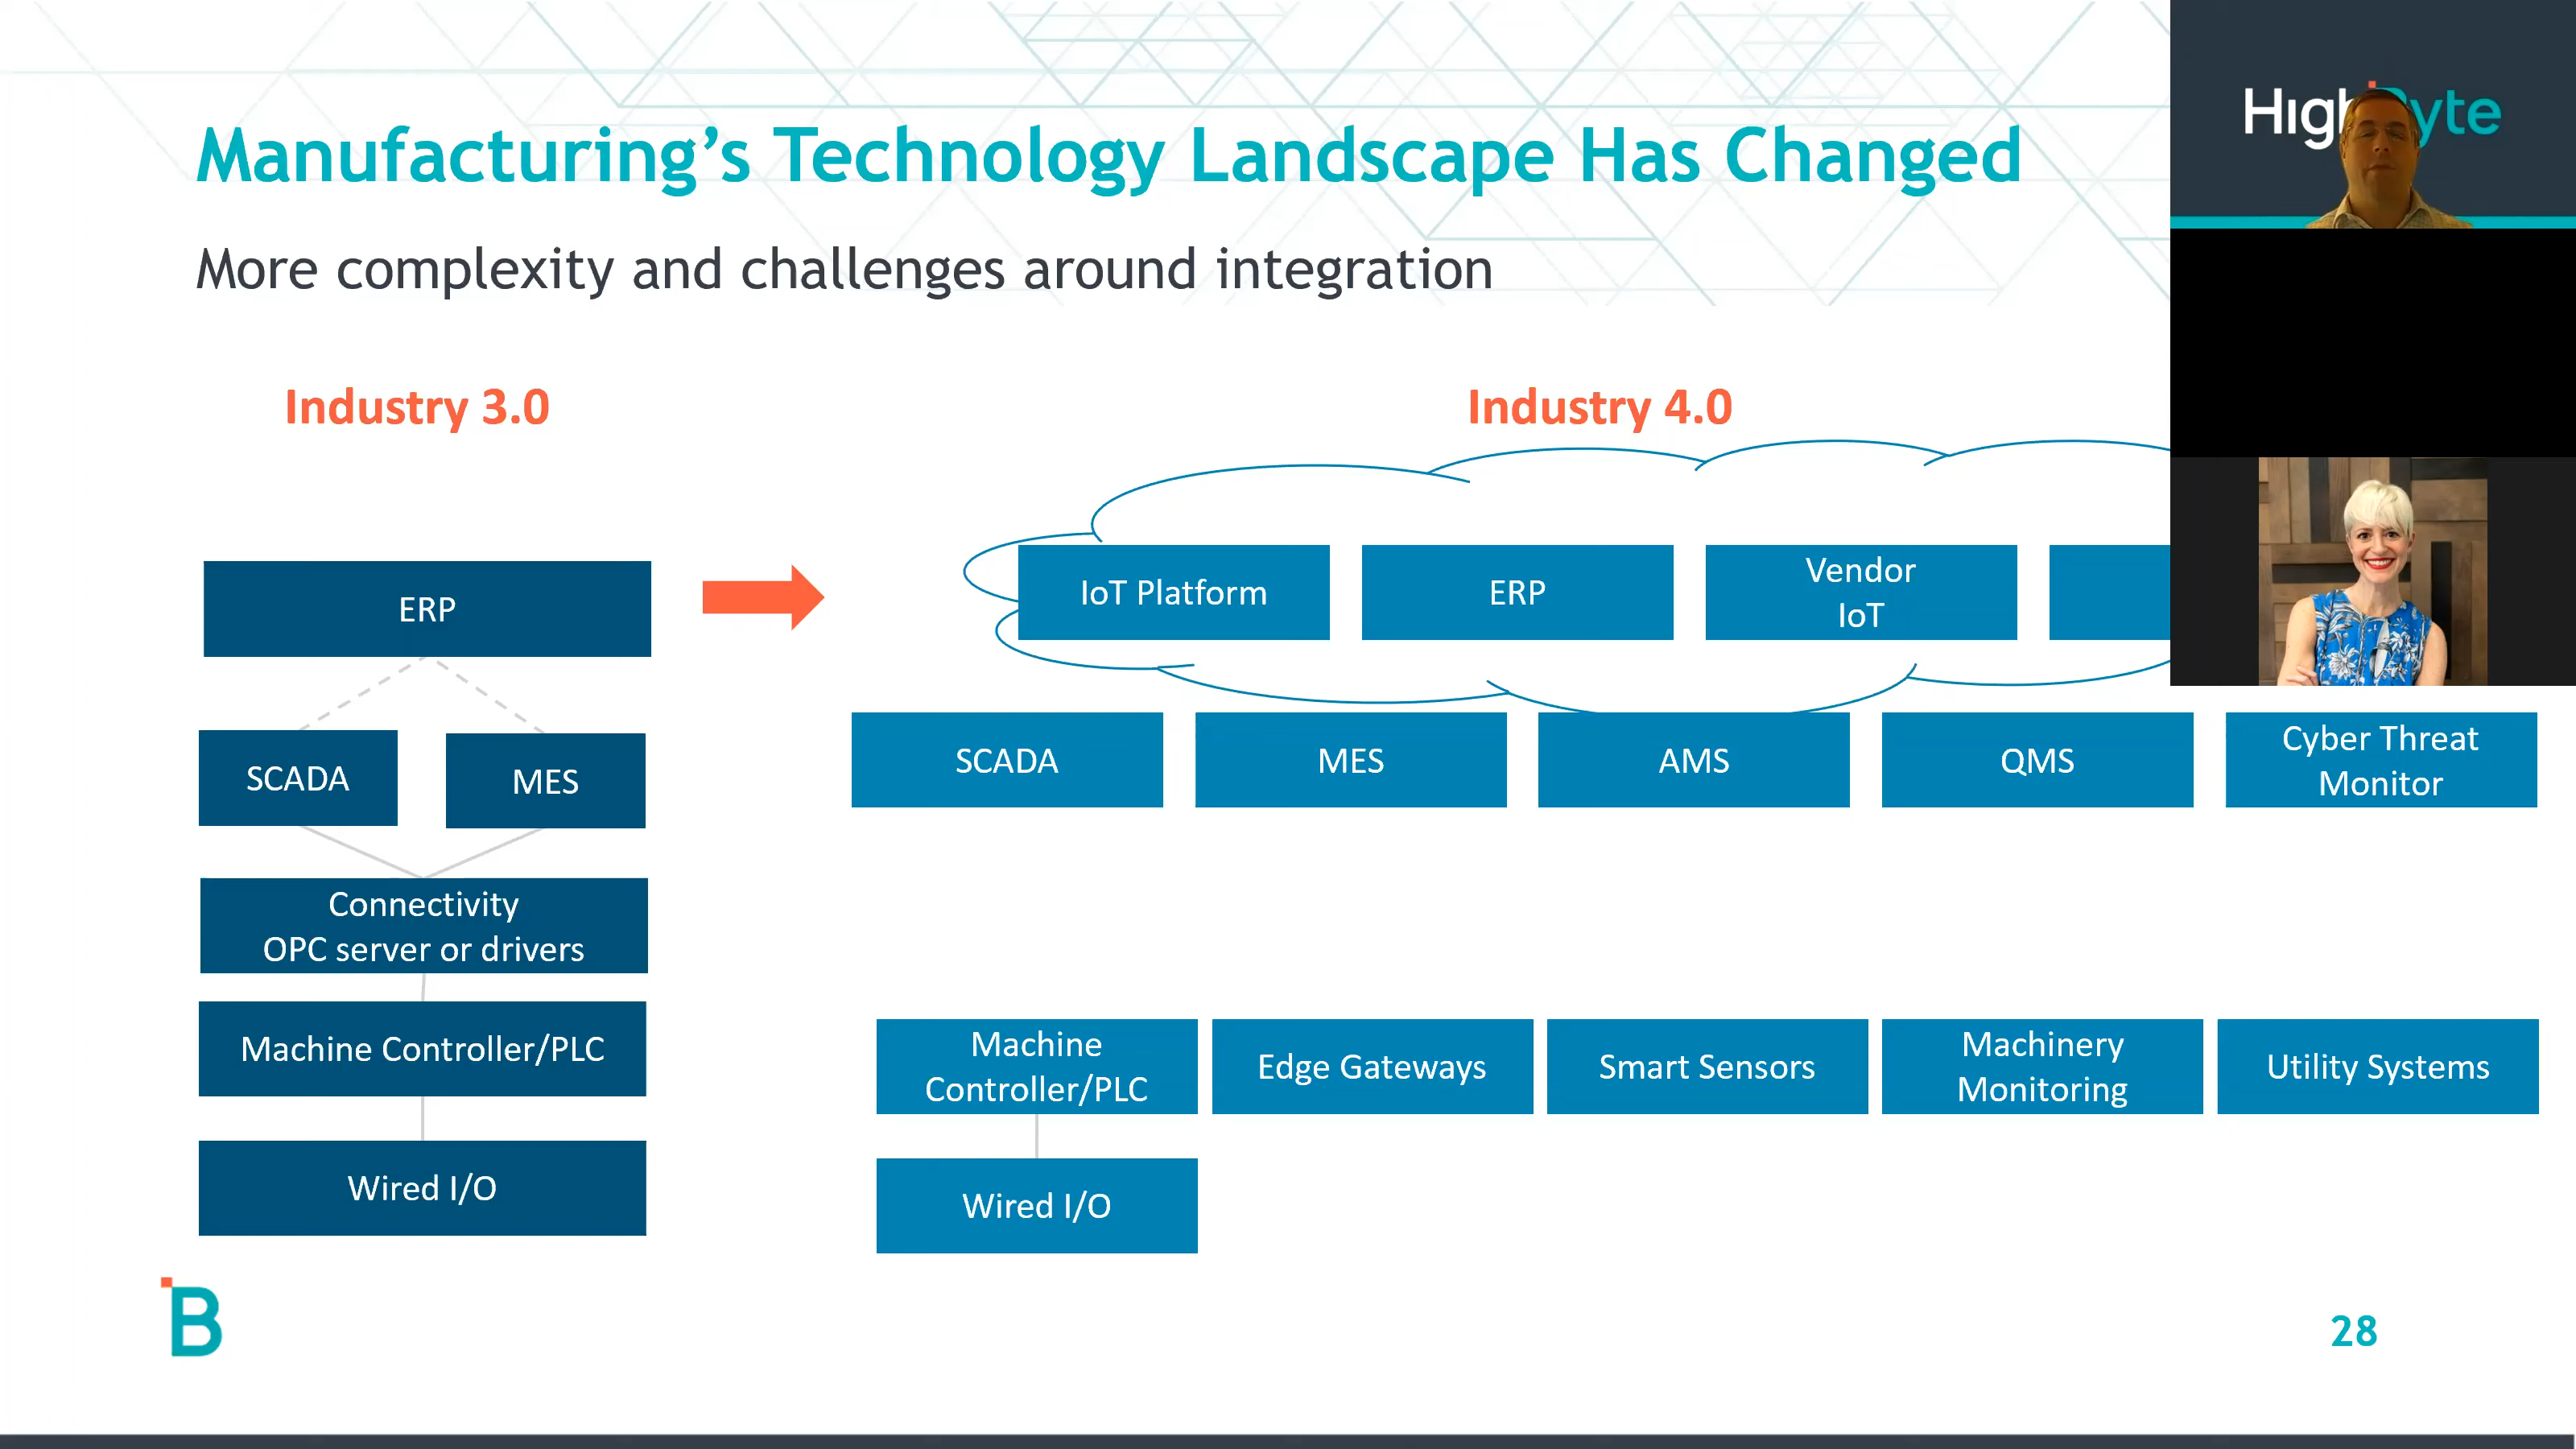 Manufacturing’s Technology Landscape Has Changed
More complexity and challenges around integration
Industry 3.0
ERP
SCADA
MES
Connectivity
OPC server or drivers
Machine Controller/PLC
Wired I/O
Industry 4.0
IoT Platform
ERP
Vendor
IoT
SCADA
MES
AMS
QMS
Cyber Threat
Monitor
Machine
Controller/PLC
Edge Gateways
Smart Sensors
Machinery
Monitoring
Utility Systems
Wired I/O
B
28